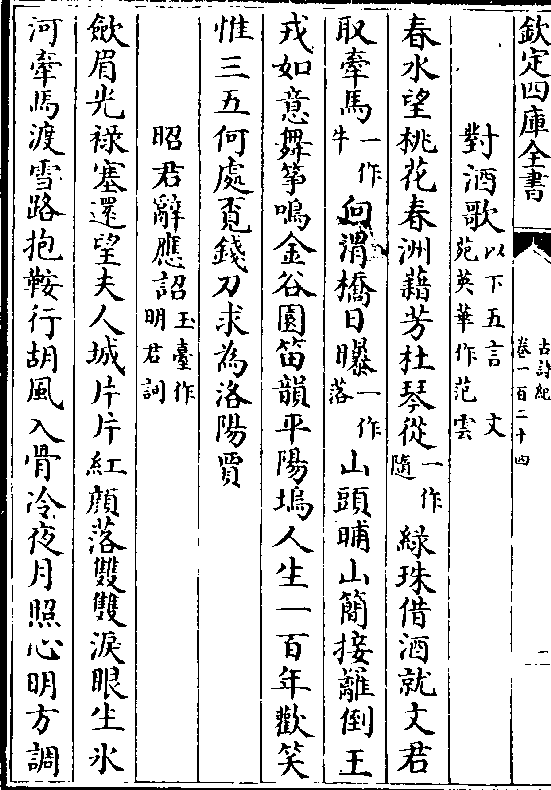 欽定四庫全書
古詩紀
卷一百二十四
一
對酒歌以下五言 文苑英華作范雲
春水望桃花春洲藉芳杜琴從一作隨綠珠借酒就文君
取牽馬一作牛向渭橋日曝一作落山頭晡山簡接䍦倒王
戎如意舞箏鳴金谷園笛韻平陽塢人生一百年歡笑
惟三五何處覔錢刀求為洛陽賈
昭君辭應詔玉臺作明君詞
斂眉光祿塞還望夫人城片片紅顔落雙雙淚眼生氷
河牽馬渡雪路抱鞍行胡風入骨冷夜月照心明方調